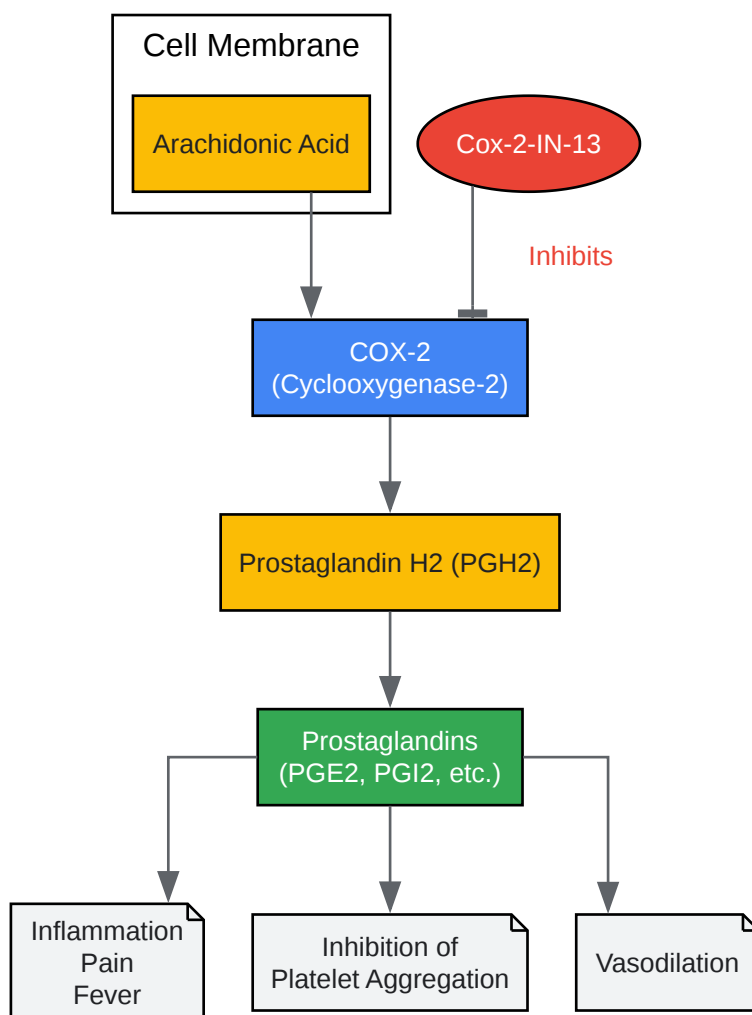 Cell Membrane
Arachidonic Acid
Cox-2-IN-13
Inhibits
COX-2
(Cyclooxygenase-2)
Prostaglandin H2 (PGH2)
Prostaglandins
(PGE2, PGI2, etc.)
Inflammation
Pain
Fever
Inhibition of
Platelet Aggregation
Vasodilation